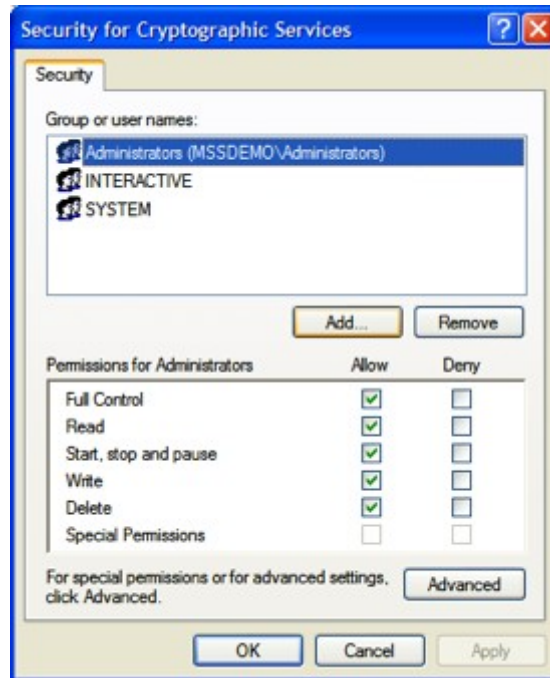 Security for Cryptographic Services
Security
Group or user names:
Administrators (MSSDEMO\Administrators)
INTERACTIVE
SYSTEM
Add... Remove
Permissions for Administrators Allow Deny
Full Control
Read
Start, stop and pause
Write
Delete
Special Permissions
For special permissions or for advanced settings,
click Advanced.
Advanced
OK Cancel Apply